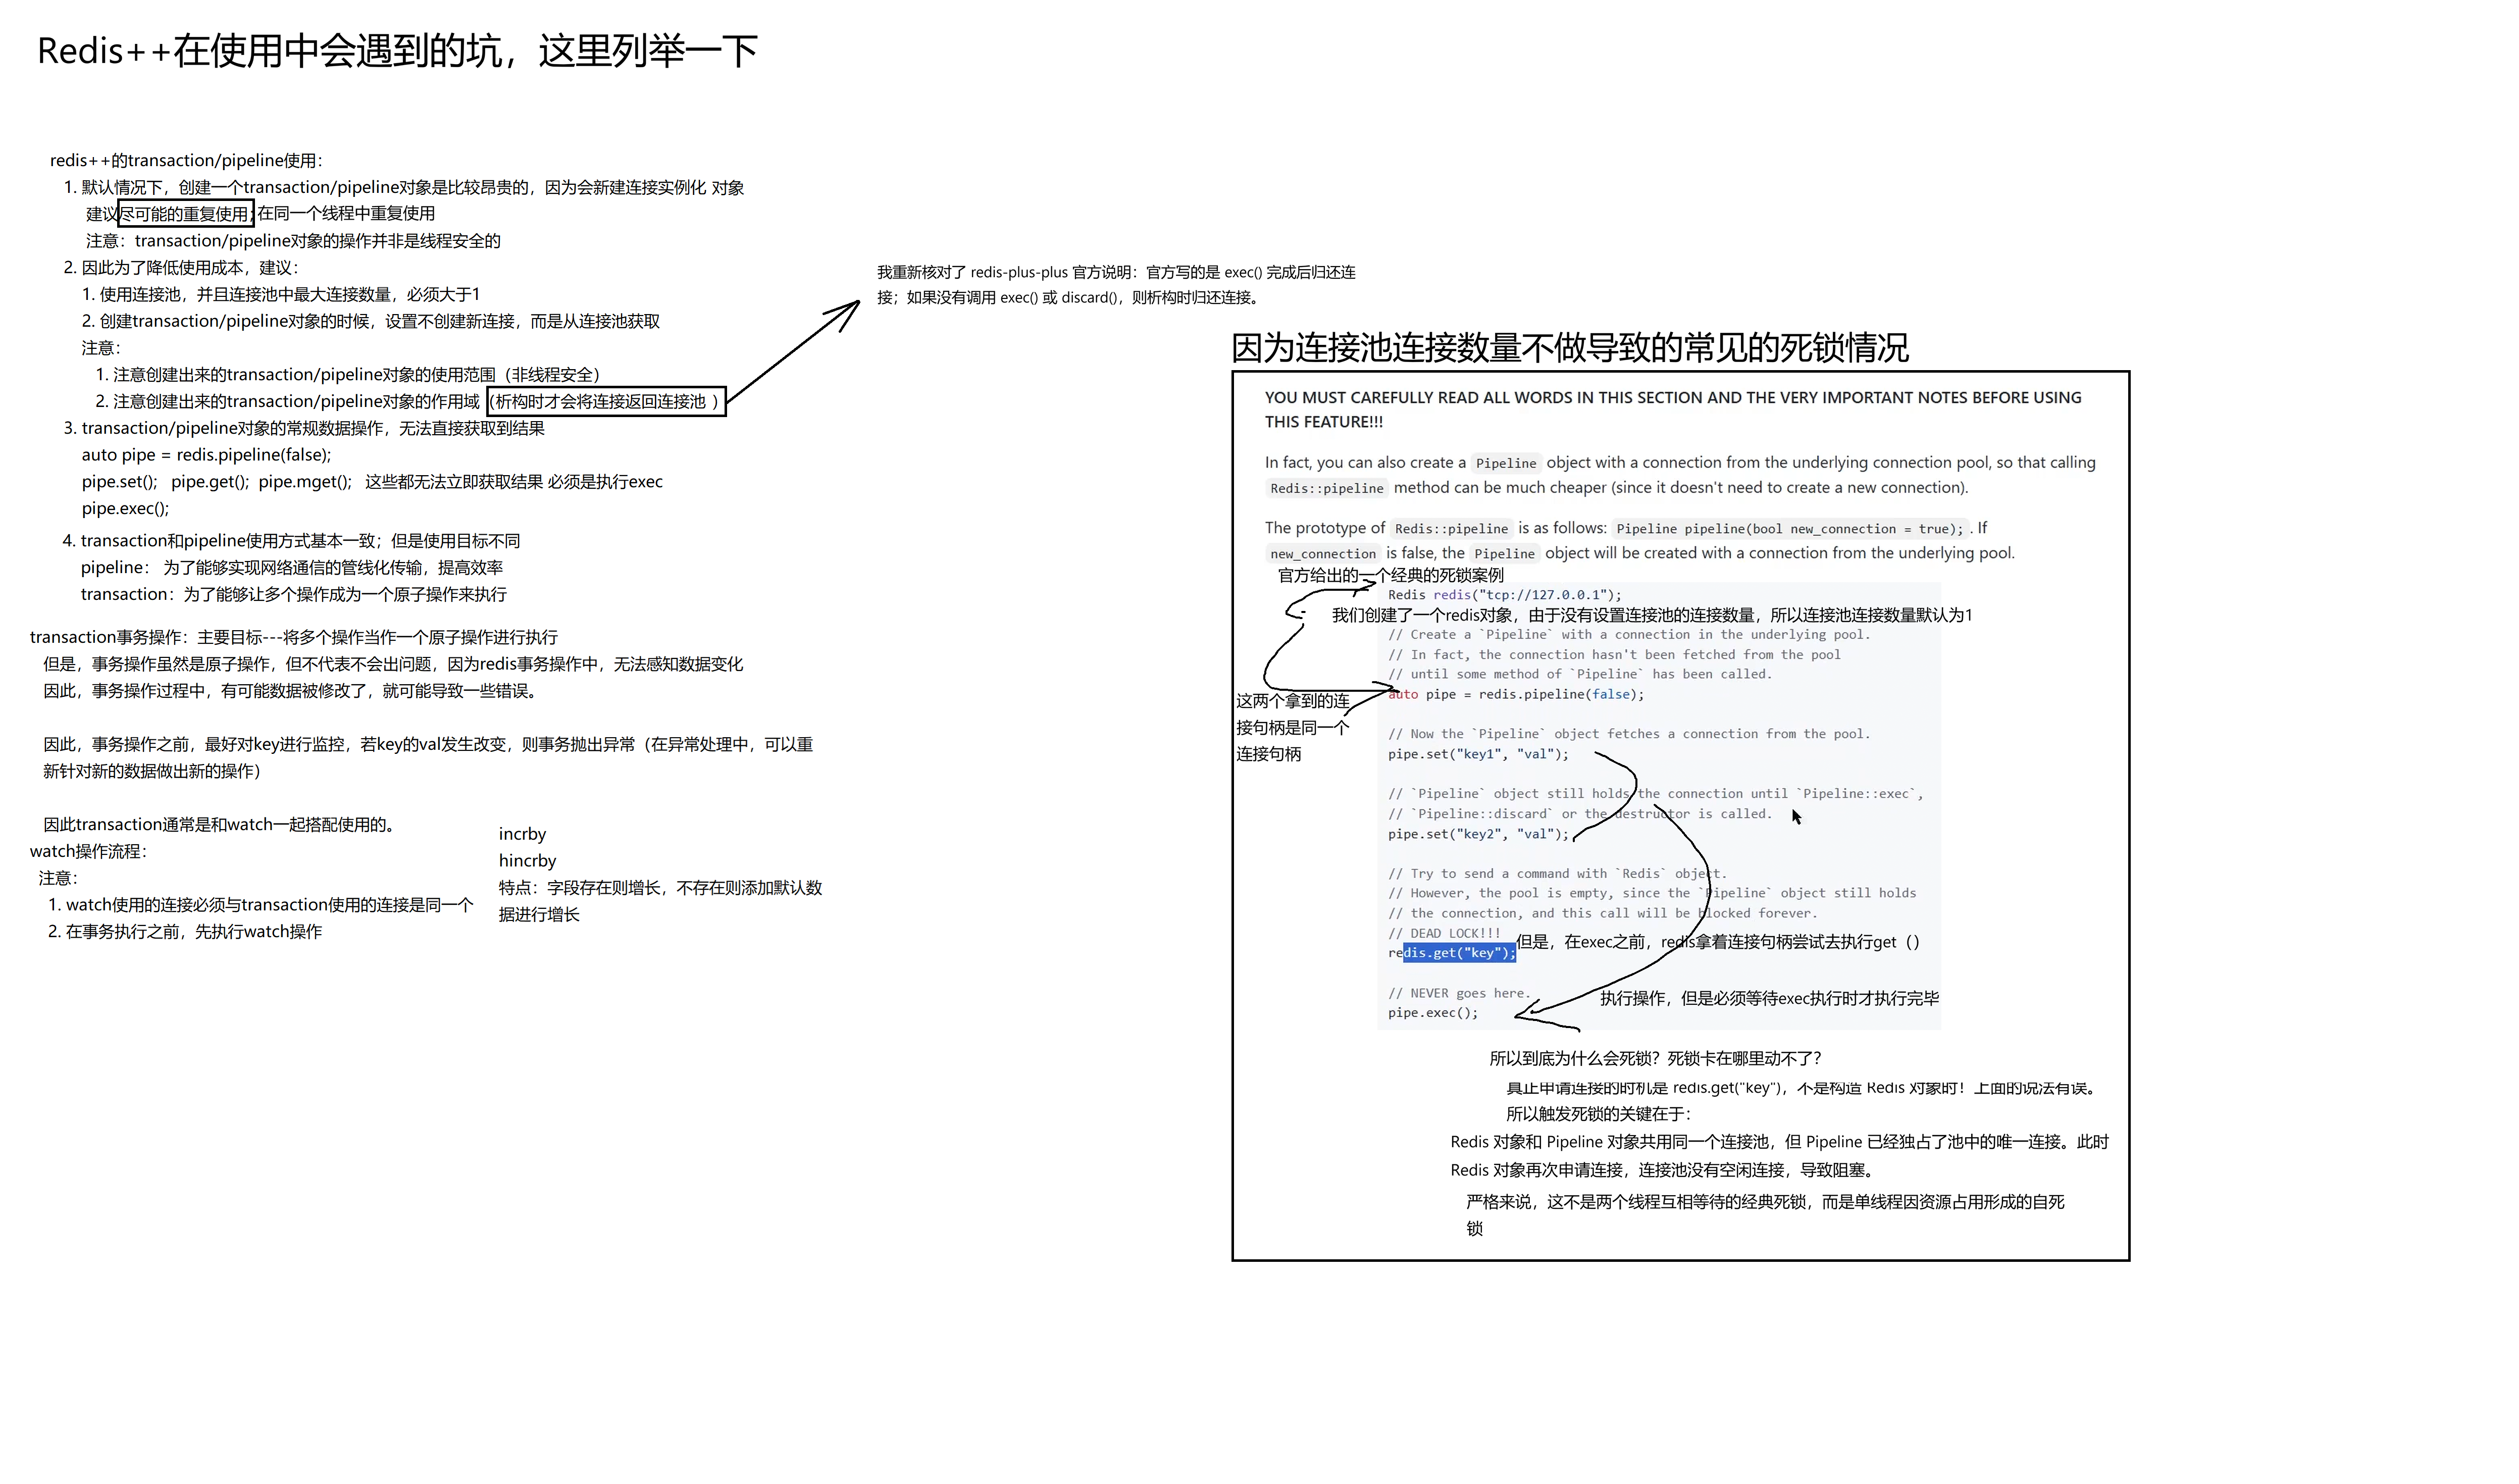 Redis++在使用中会遇到的坑，这里列举一下
redis++的transaction/pipeline使用：
1. 默认情况下，创建一个transaction/pipeline对象是比较昂贵的，因为会新建连接实例化 对象
建议尽可能的重复使用;在同一个线程中重复使用
注意：transaction/pipeline对象的操作并非是线程安全的
2. 因此为了降低使用成本，建议：
1. 使用连接池，并且连接池中最大连接数量，必须大于1
2. 创建transaction/pipeline对象的时候，设置不创建新连接，而是从连接池获取
注意：
1. 注意创建出来的transaction/pipeline对象的使用范围（非线程安全）
2. 注意创建出来的transaction/pipeline对象的作用域 (析构时才会将连接返回连接池 ）
3. transaction/pipeline对象的常规数据操作，无法直接获取到结果
auto pipe = redis.pipeline(false);
pipe.set(); pipe.get(); pipe.mget(); 这些都无法立即获取结果 必须是执行exec
pipe.exec();
4. transaction和pipeline使用方式基本一致；但是使用目标不同
pipeline： 为了能够实现网络通信的管线化传输，提高效率
transaction：为了能够让多个操作成为一个原子操作来执行
transaction事务操作：主要目标---将多个操作当作一个原子操作进行执行
但是，事务操作虽然是原子操作，但不代表不会出问题，因为redis事务操作中，无法感知数据变化
因此，事务操作过程中，有可能数据被修改了，就可能导致一些错误。
因此，事务操作之前，最好对key进行监控，若key的val发生改变，则事务抛出异常（在异常处理中，可以重
新针对新的数据做出新的操作）
因此transaction通常是和watch一起搭配使用的。
watch操作流程：
注意：
1. watch使用的连接必须与transaction使用的连接是同一个
2. 在事务执行之前，先执行watch操作
incrby
hincrby
特点：字段存在则增长，不存在则添加默认数
据进行增长
我重新核对了 redis-plus-plus 官方说明：官方写的是 exec() 完成后归还连
接；如果没有调用 exec() 或 discard()，则析构时归还连接。
因为连接池连接数量不做导致的常见的死锁情况
YOU MUST CAREFULLY READ ALL WORDS IN THIS SECTION AND THE VERY IMPORTANT NOTES BEFORE USING
THIS FEATURE!!!
In fact, you can also create a Pipeline object with a connection from the underlying connection pool, so that calling
Redis::pipeline method can be much cheaper (since it doesn't need to create a new connection).
The prototype of Redis::pipeline is as follows: Pipeline pipeline(bool new_connection = true);. If
new_connection is false, the Pipeline object will be created with a connection from the underlying pool.
官方给出的一个经典的死锁案例
Redis redis("tcp://127.0.0.1");
我们创建了一个redis对象，由于没有设置连接池的连接数量，所以连接池连接数量默认为1
// Create a `Pipeline` with a connection in the underlying pool.
// In fact, the connection hasn't been fetched from the pool
// until some method of `Pipeline` has been called.
auto pipe = redis.pipeline(false);
这两个拿到的连
接句柄是同一个
连接句柄
// Now the `Pipeline` object fetches a connection from the pool.
pipe.set("key1", "val");
// `Pipeline` object still holds the connection until `Pipeline::exec`,
// `Pipeline::discard` or the destructor is called.
pipe.set("key2", "val");
// Try to send a command with `Redis` object.
// However, the pool is empty, since the `Pipeline` object still holds
// the connection, and this call will be blocked forever.
// DEAD LOCK!!!
redis.get("key"); 但是，在exec之前，redis拿着连接句柄尝试去执行get（）
// NEVER goes here.
执行操作，但是必须等待exec执行时才执行完毕
pipe.exec();
所以到底为什么会死锁？死锁卡在哪里动不了？
真正申请连接的时机是 redis.get("key")，不是构造 Redis 对象时！上面的说法有误。
所以触发死锁的关键在于：
Redis 对象和 Pipeline 对象共用同一个连接池，但 Pipeline 已经独占了池中的唯一连接。此时
Redis 对象再次申请连接，连接池没有空闲连接，导致阻塞。
严格来说，这不是两个线程互相等待的经典死锁，而是单线程因资源占用形成的自死
锁